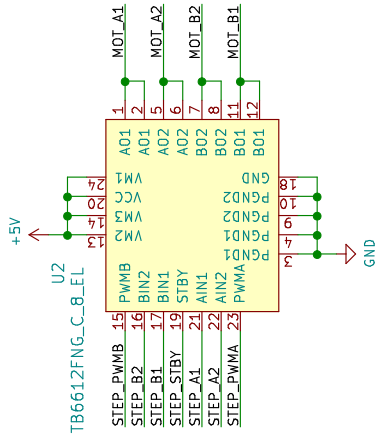 MOT_A1
MOT_A2
MOT_B2
MOT_B1
1
2
5
6
7
8
11
12
AO1
AO1
AO2
AO2
BO2
BO2
BO1
BO1
24 VM1
20 VCC
14 VM3
13 VM2
GND 18
PGND2 10
PGND2 9
PGND1 4
PGND1 3
+5V
GND
U2
TB6612FNG_C_8_EL
PWMB
BIN2
BIN1
STBY
AIN1
AIN2
PWMA
15
16
17
19
21
22
23
STEP_PWMB
STEP_B2
STEP_B1
STEP_STBY
STEP_A1
STEP_A2
STEP_PWMA